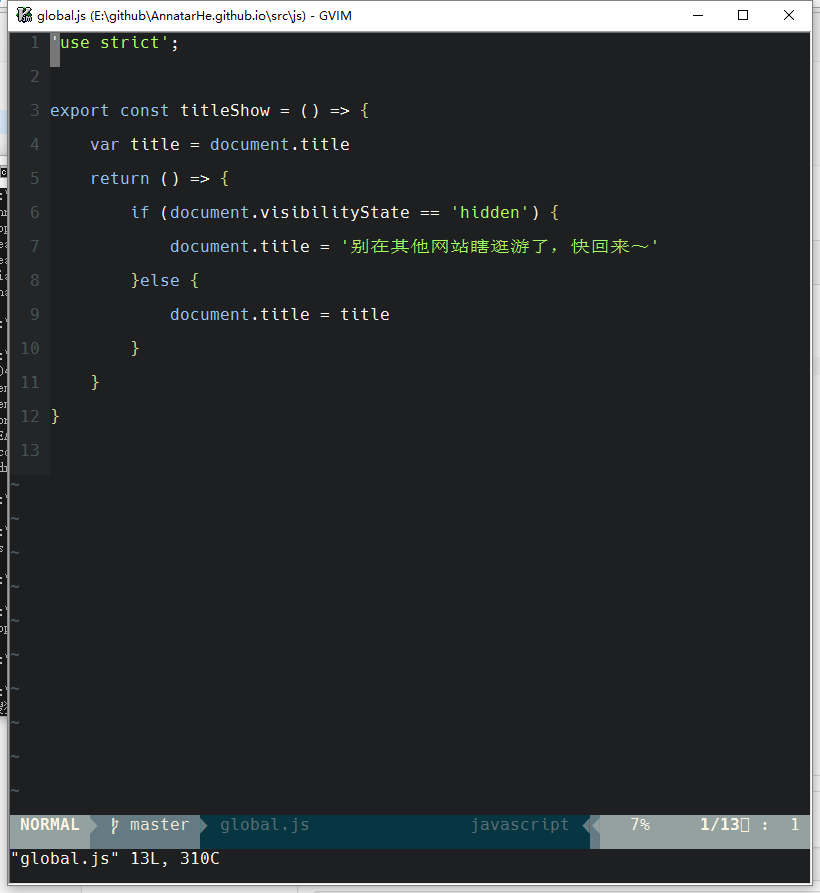 global.js (E:\github\AnnatarHe.github.io\src\js) - GVIM
1 'use strict';
2
3 export const titleShow = () => {
4     var title = document.title
5     return () => {
6         if (document.visibilityState == 'hidden') {
7             document.title = '别在其他网站瞎逛游了，快回来～'
8         }else {
9             document.title = title
10         }
11     }
12 }
13
~
~
~
~
~
~
~
~
~
~
NORMAL master global.js javascript 7% 1/13 : 1
"global.js" 13L, 310C